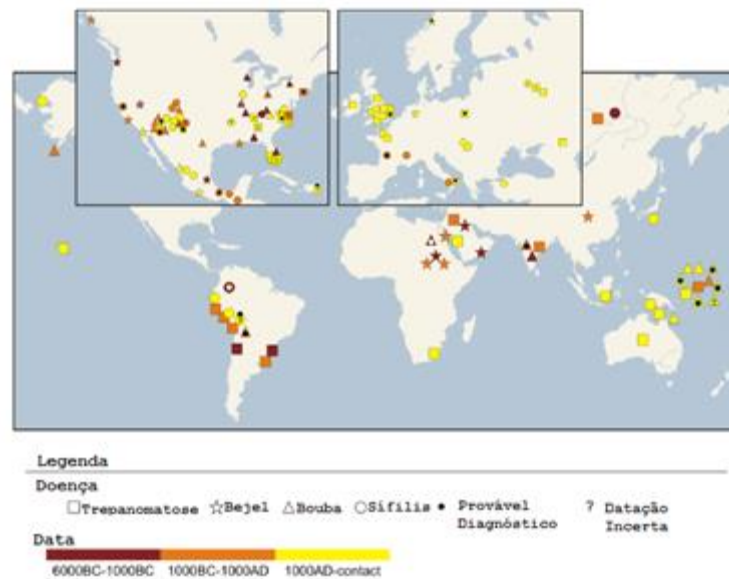 Legenda
Doença
Trepanomatose Bejel Bouba Sífilis Provável Diagnóstico ? Datação Incerta
Data
6000BC-1000BC 1000BC-1000AD 1000AD-contact